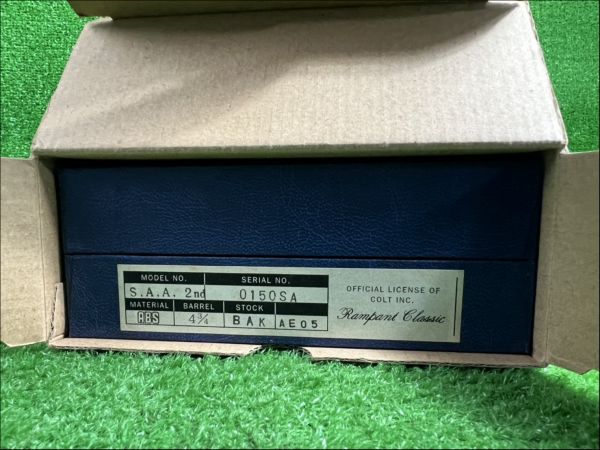 MODEL NO. SERIAL NO.
S.A.A. 2nd 0150SA
MATERIAL BARREL STOCK
ABS 4¾ BAK AE05
OFFICIAL LICENSE OF
COLT INC.
Rampant Classic